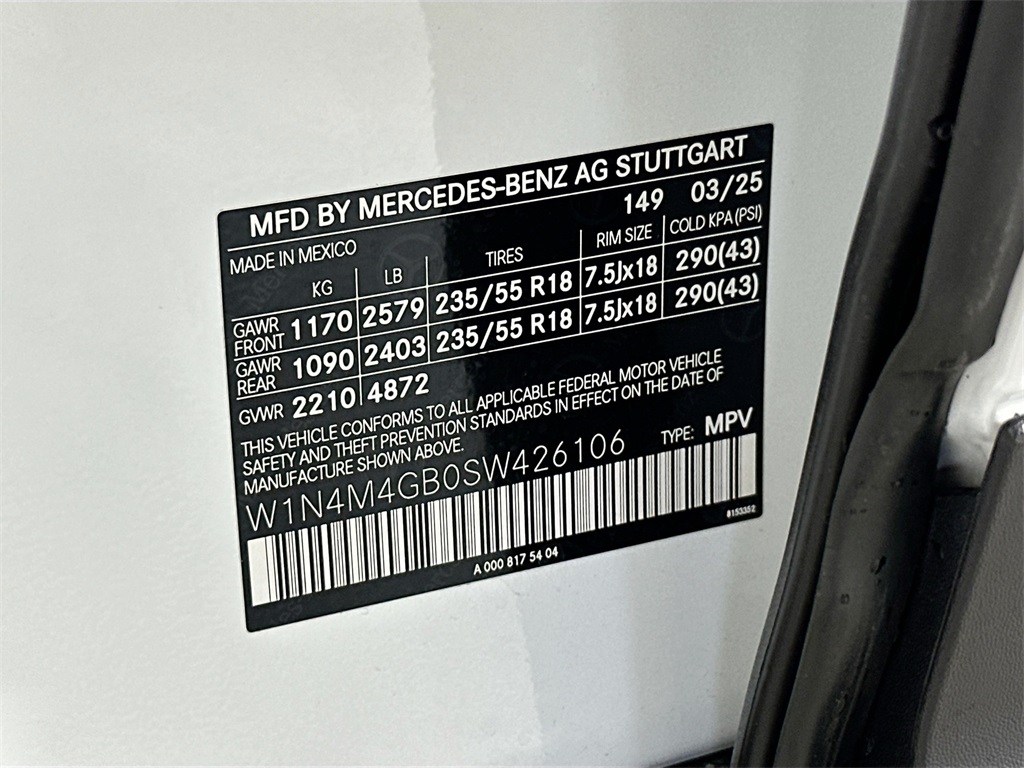 MFD BY MERCEDES-BENZ AG STUTTGART
MADE IN MEXICO 149 03/25
KG LB TIRES RIM SIZE COLD KPA (PSI)
GAWR FRONT 1170 2579 235/55 R18 7.5Jx18 290(43)
GAWR REAR 1090 2403 235/55 R18 7.5Jx18 290(43)
GVWR 2210 4872
THIS VEHICLE CONFORMS TO ALL APPLICABLE FEDERAL MOTOR VEHICLE
SAFETY AND THEFT PREVENTION STANDARDS IN EFFECT ON THE DATE OF
MANUFACTURE SHOWN ABOVE.
W1N4M4GB0SW426106 TYPE: MPV
A 000 817 54 04 8153352